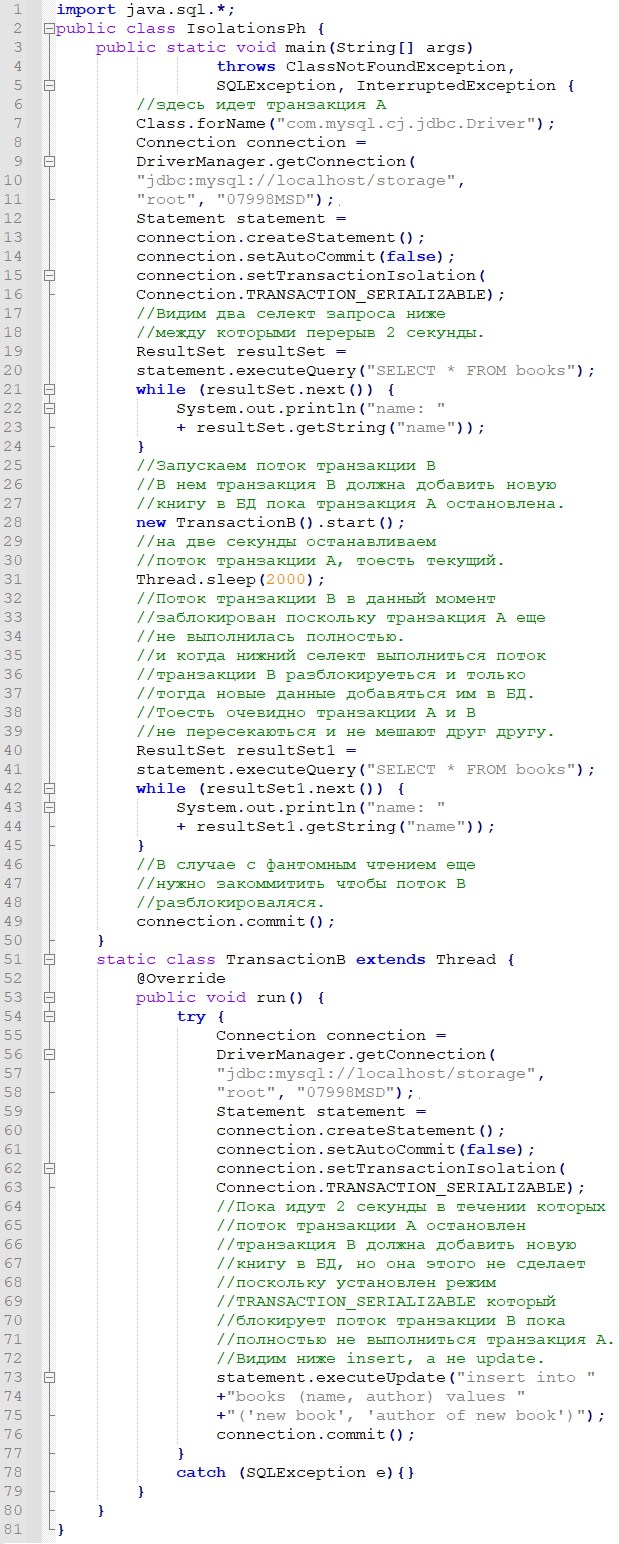 1 import java.sql.*;
2 public class IsolationsPh {
3 public static void main(String[] args)
4 throws ClassNotFoundException,
5 SQLException, InterruptedException {
6 //здесь идет транзакция А
7 Class.forName("com.mysql.cj.jdbc.Driver");
8 Connection connection =
9 DriverManager.getConnection(
10 "jdbc:mysql://localhost/storage",
11 "root", "07998MSD");
12 Statement statement =
13 connection.createStatement();
14 connection.setAutoCommit(false);
15 connection.setTransactionIsolation(
16 Connection.TRANSACTION_SERIALIZABLE);
17 //Видим два селект запроса ниже
18 //между которыми перерыв 2 секунды.
19 ResultSet resultSet =
20 statement.executeQuery("SELECT * FROM books");
21 while (resultSet.next()) {
22 System.out.println("name: "
23 + resultSet.getString("name"));
24 }
25 //Запускаем поток транзакции В
26 //В нем транзакция В должна добавить новую
27 //книгу в БД пока транзакция А остановлена.
28 new TransactionB().start();
29 //на две секунды останавливаем
30 //поток транзакции А, тоесть текущий.
31 Thread.sleep(2000);
32 //Поток транзакции В в данный момент
33 //заблокирован поскольку транзакция А еще
34 //не выполнилась полностью.
35 //и когда нижний селект выполниться поток
36 //транзакции В разблокируеться и только
37 //тогда новые данные добавяться им в БД.
38 //Тоесть очевидно транзакции А и В
39 //не пересекаються и не мешают друг другу.
40 ResultSet resultSet1 =
41 statement.executeQuery("SELECT * FROM books");
42 while (resultSet1.next()) {
43 System.out.println("name: "
44 + resultSet1.getString("name"));
45 }
46 //В случае с фантомным чтением еще
47 //нужно закоммитить чтобы поток В
48 //разблокировался.
49 connection.commit();
50 }
51 static class TransactionB extends Thread {
52 @Override
53 public void run() {
54 try {
55 Connection connection =
56 DriverManager.getConnection(
57 "jdbc:mysql://localhost/storage",
58 "root", "07998MSD");
59 Statement statement =
60 connection.createStatement();
61 connection.setAutoCommit(false);
62 connection.setTransactionIsolation(
63 Connection.TRANSACTION_SERIALIZABLE);
64 //Пока идут 2 секунды в течении которых
65 //поток транзакции А остановлен
66 //транзакция В должна добавить новую
67 //книгу в БД, но она этого не сделает
68 //поскольку установлен режим
69 //TRANSACTION_SERIALIZABLE который
70 //блокирует поток транзакции В пока
71 //полностью не выполниться транзакция А.
72 //Видим ниже insert, а не update.
73 statement.executeUpdate("insert into "
74 +"books (name, author) values "
75 +"('new book', 'author of new book')");
76 connection.commit();
77 }
78 catch (SQLException e){}
79 }
80 }
81 }